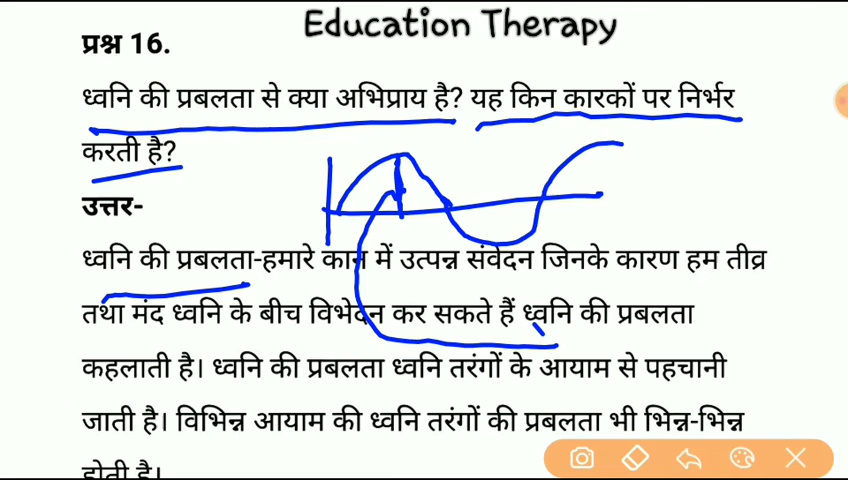 Education Therapy
प्रश्न 16.
ध्वनि की प्रबलता से क्या अभिप्राय है? यह किन कारकों पर निर्भर
करती है?
उत्तर-
ध्वनि की प्रबलता-हमारे कान में उत्पन्न संवेदन जिनके कारण हम तीव्र
तथा मंद ध्वनि के बीच विभेदन कर सकते हैं ध्वनि की प्रबलता
कहलाती है। ध्वनि की प्रबलता ध्वनि तरंगों के आयाम से पहचानी
जाती है। विभिन्न आयाम की ध्वनि तरंगों की प्रबलता भी भिन्न-भिन्न
होती है।